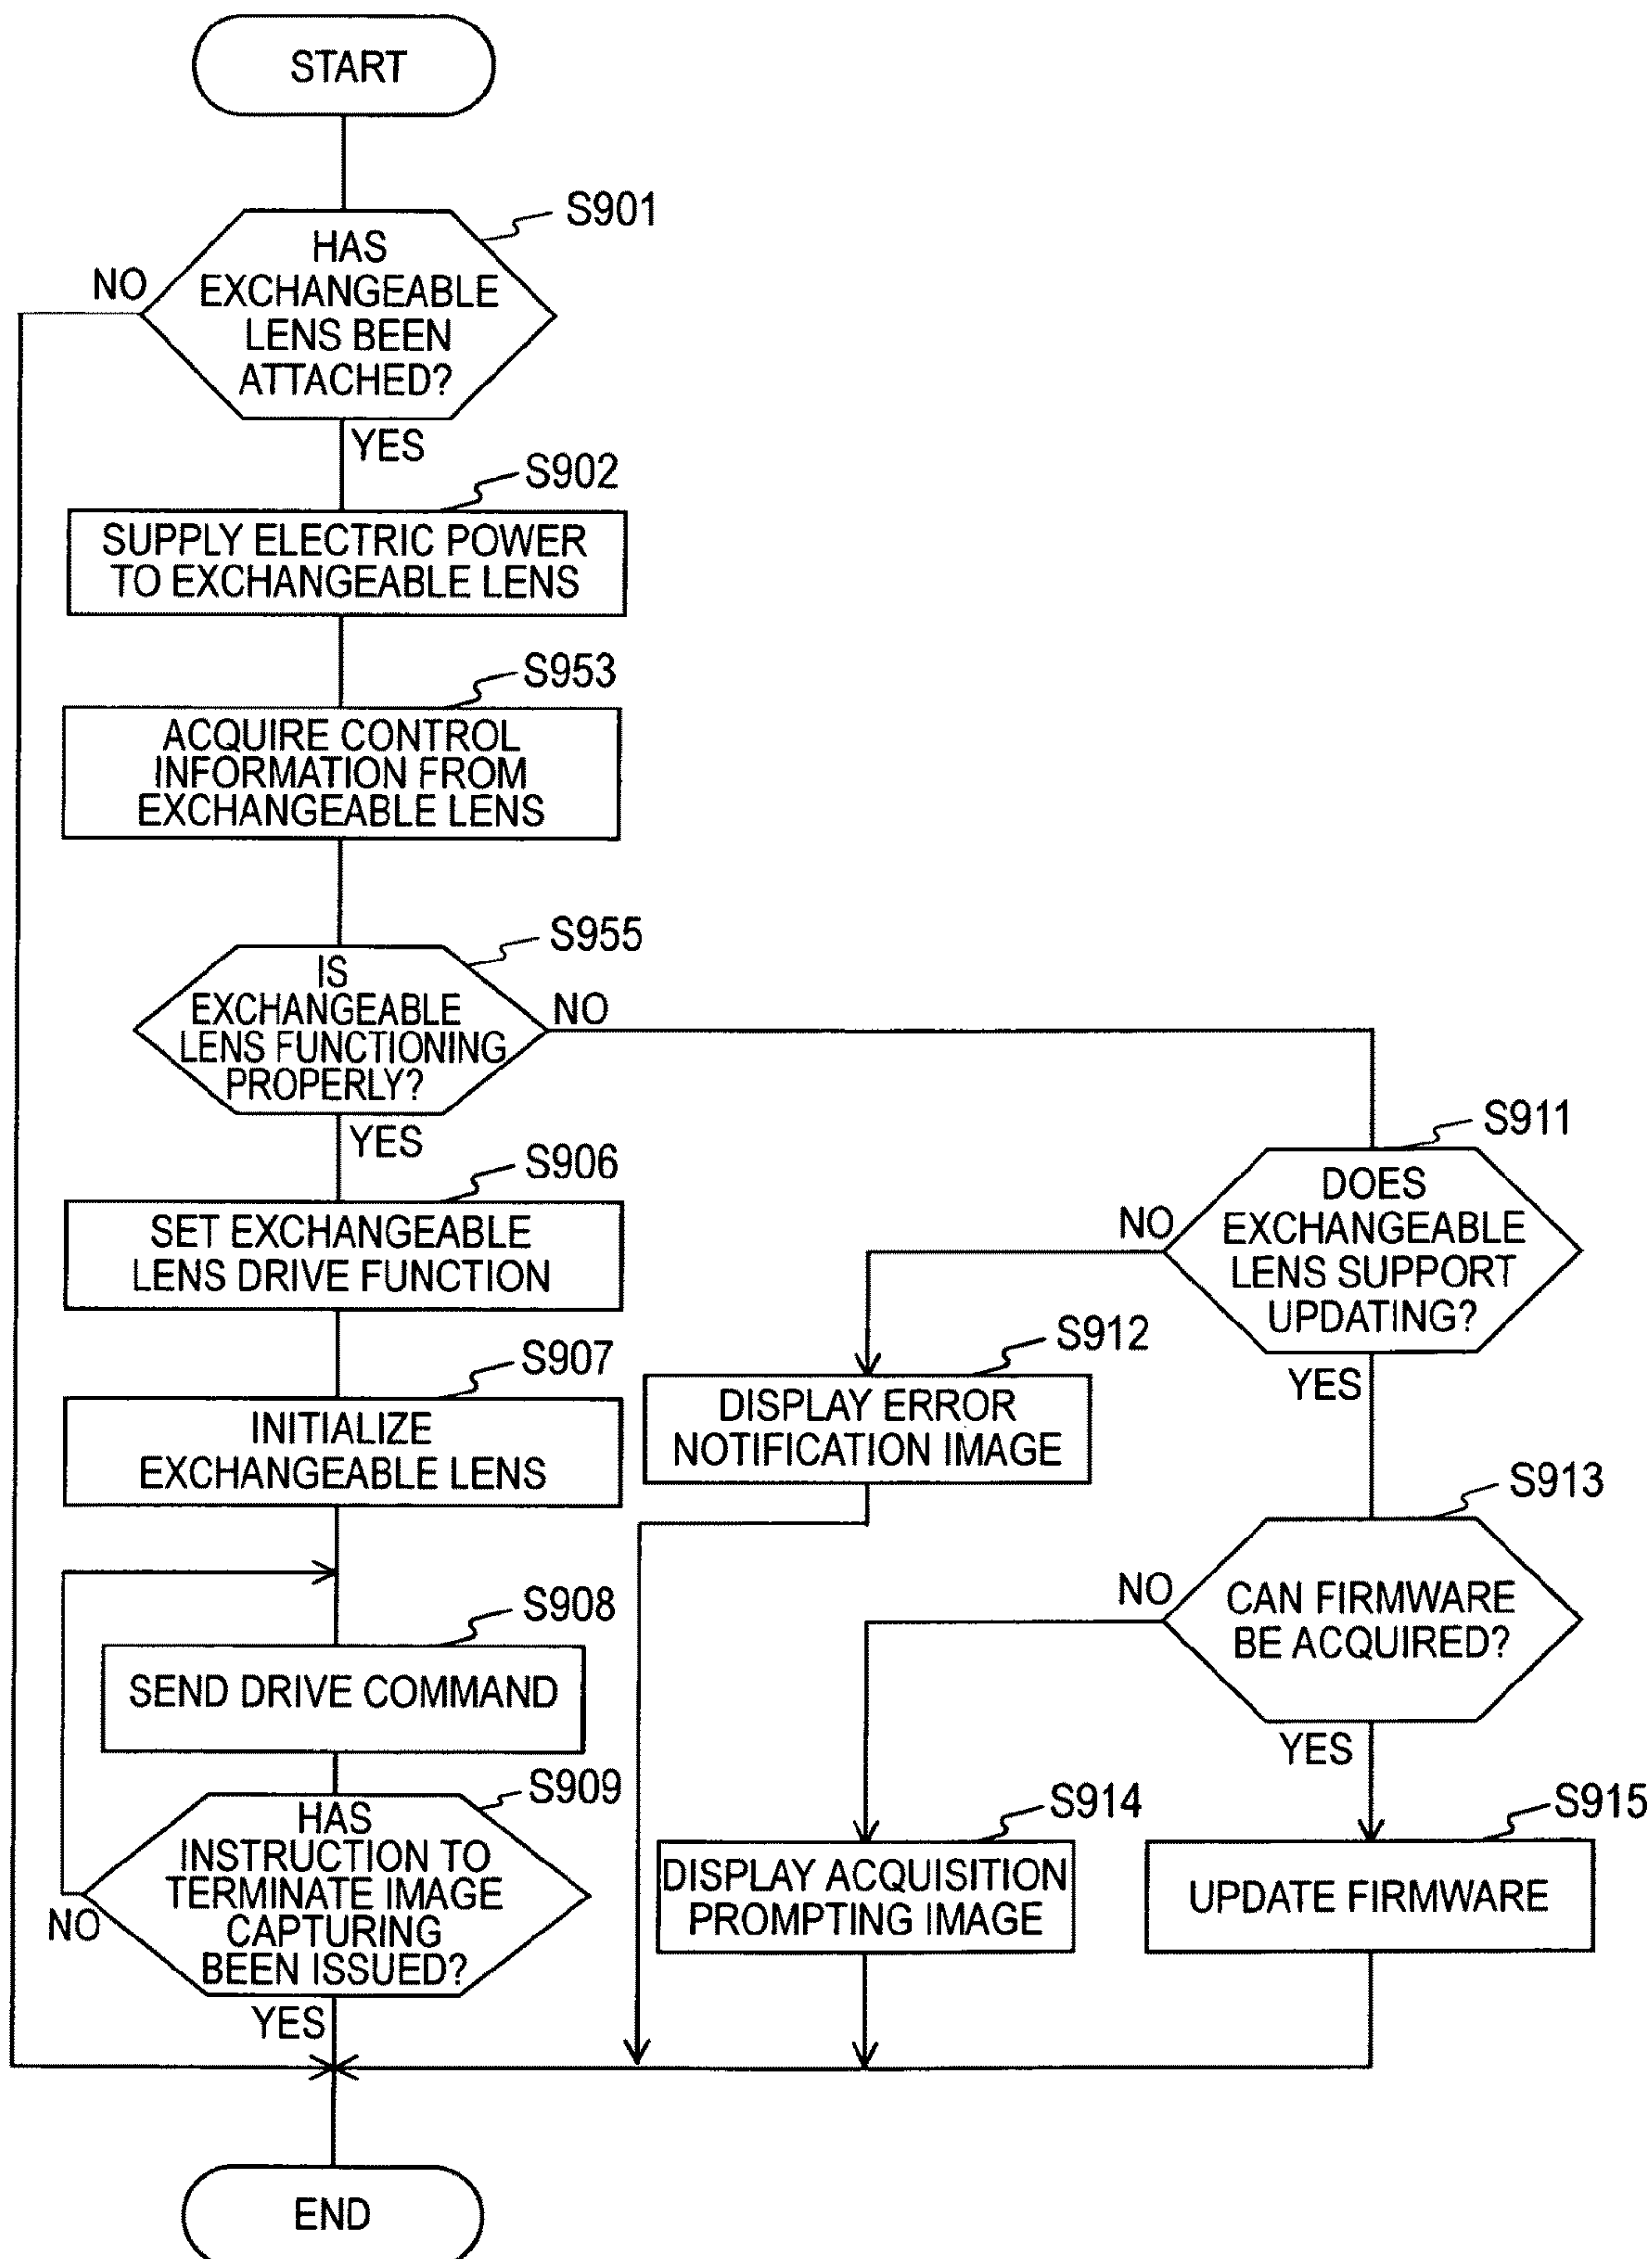 START
S901
HAS
EXCHANGEABLE
LENS BEEN
ATTACHED?
NO
YES
S902
SUPPLY ELECTRIC POWER
TO EXCHANGEABLE LENS
S953
ACQUIRE CONTROL
INFORMATION FROM
EXCHANGEABLE LENS
S955
IS
EXCHANGEABLE
LENS FUNCTIONING
PROPERLY?
NO
YES
S906
SET EXCHANGEABLE
LENS DRIVE FUNCTION
S907
INITIALIZE
EXCHANGEABLE LENS
S908
SEND DRIVE COMMAND
S909
HAS
INSTRUCTION TO
TERMINATE IMAGE
CAPTURING
BEEN ISSUED?
NO
YES
S911
DOES
EXCHANGEABLE
LENS SUPPORT
UPDATING?
NO
YES
S912
DISPLAY ERROR
NOTIFICATION IMAGE
S913
CAN FIRMWARE
BE ACQUIRED?
NO
YES
S914
DISPLAY ACQUISITION
PROMPTING IMAGE
S915
UPDATE FIRMWARE
END